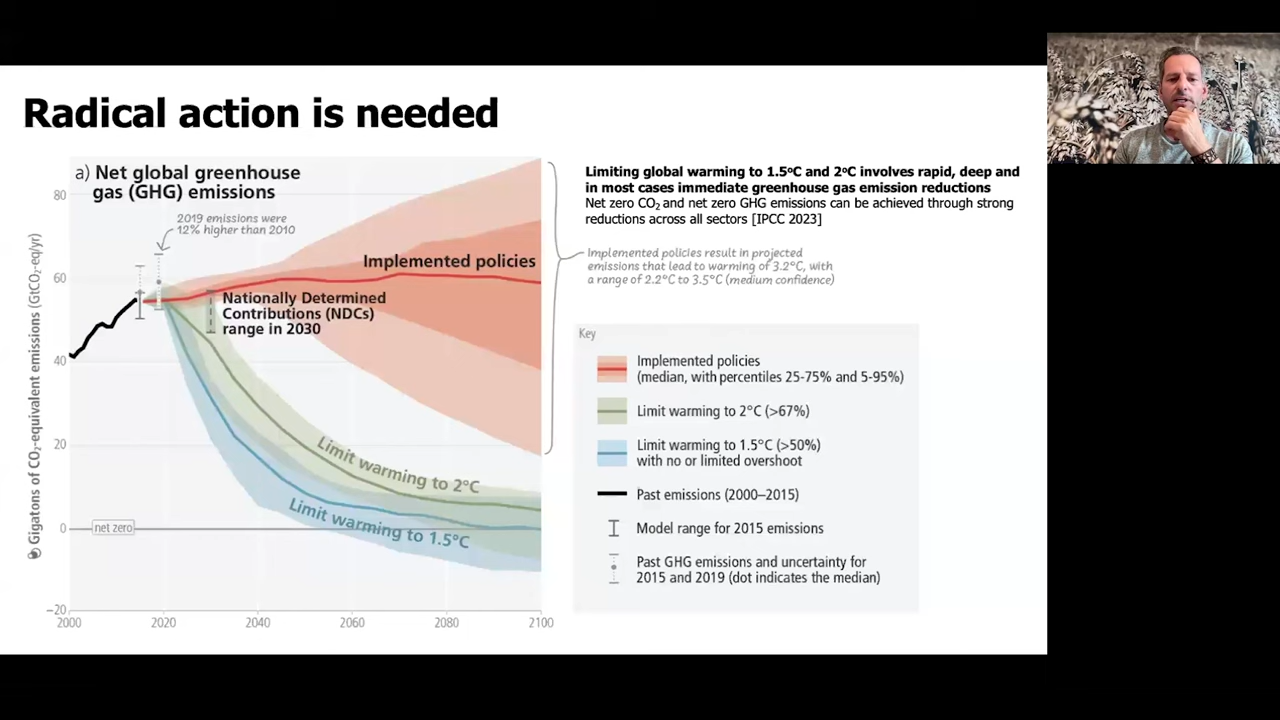 Radical action is needed
a) Net global greenhouse
gas (GHG) emissions
2019 emissions were
12% higher than 2010
Gigatons of CO₂-equivalent emissions (GtCO₂-eq/yr)
80
60
40
20
0
−20
net zero
2000
2020
2040
2060
2080
2100
Implemented policies
Nationally Determined
Contributions (NDCs)
range in 2030
Limit warming to 2°C
Limit warming to 1.5°C
Limiting global warming to 1.5ºC and 2ºC involves rapid, deep and
in most cases immediate greenhouse gas emission reductions
Net zero CO₂ and net zero GHG emissions can be achieved through strong
reductions across all sectors [IPCC 2023]
Implemented policies result in projected
emissions that lead to warming of 3.2°C, with
a range of 2.2°C to 3.5°C (medium confidence)
Key
Implemented policies
(median, with percentiles 25-75% and 5-95%)
Limit warming to 2°C (>67%)
Limit warming to 1.5°C (>50%)
with no or limited overshoot
Past emissions (2000–2015)
Model range for 2015 emissions
Past GHG emissions and uncertainty for
2015 and 2019 (dot indicates the median)